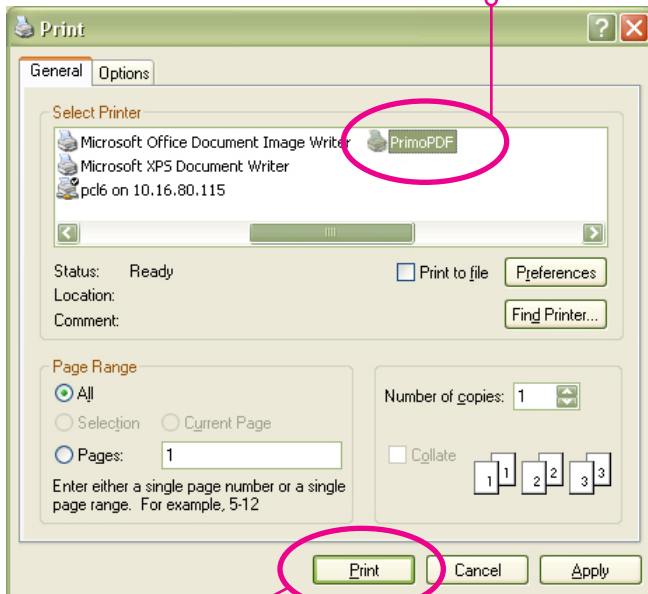 Print
General Options
Select Printer
Microsoft Office Document Image Writer PrimoPDF
Microsoft XPS Document Writer
pcl6 on 10.16.80.115
Status: Ready
Print to file Preferences
Location:
Comment:
Find Printer...
Page Range
All
Number of copies: 1
Selection Current Page
Pages: 1
Collate
1 1 2 2 3 3
Enter either a single page number or a single
page range. For example, 5-12
Print Cancel Apply